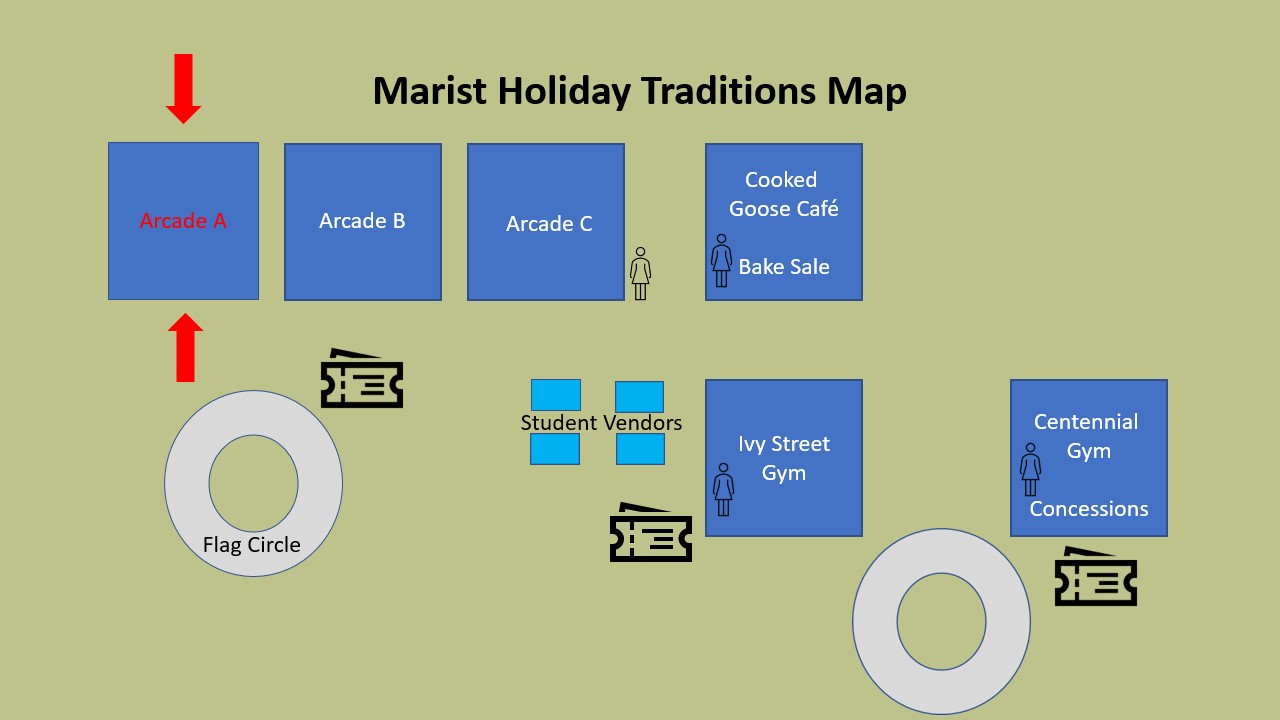 Marist Holiday Traditions Map
Arcade A
Arcade B
Arcade C
Cooked
Goose Café
Bake Sale
Student Vendors
Ivy Street
Gym
Centennial
Gym
Concessions
Flag Circle